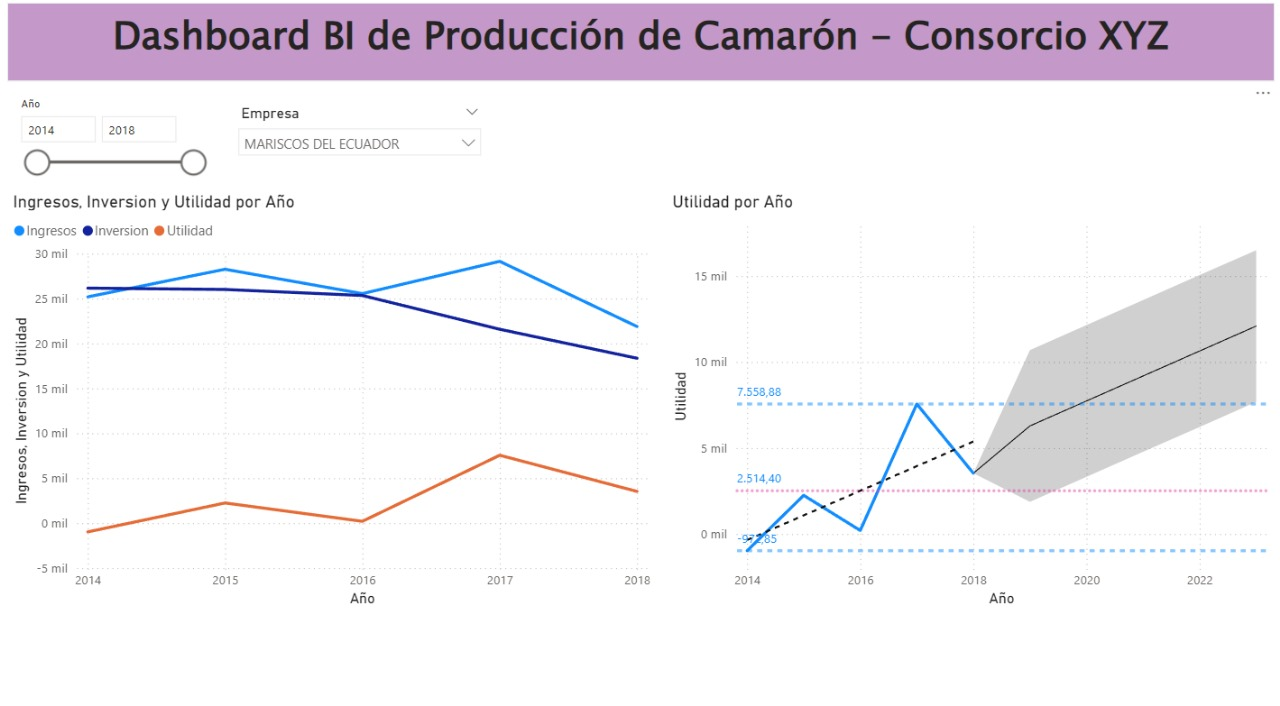 Dashboard BI de Producción de Camarón – Consorcio XYZ
Año
2014 2018
Empresa
MARISCOS DEL ECUADOR
Ingresos, Inversion y Utilidad por Año
Ingresos Inversion Utilidad
30 mil
25 mil
20 mil
15 mil
10 mil
5 mil
0 mil
-5 mil
Ingresos, Inversion y Utilidad
2014 2015 2016 2017 2018
Año
Utilidad por Año
15 mil
10 mil
7.558,88
5 mil
2.514,40
0 mil
-972,85
Utilidad
2014 2016 2018 2020 2022
Año